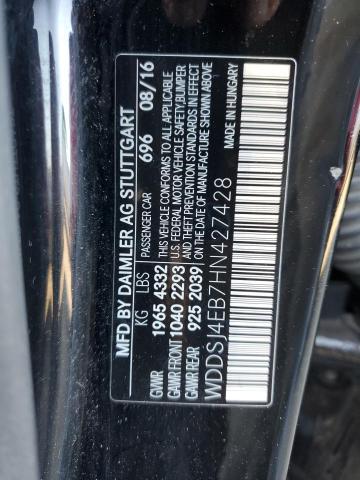 MFD BY DAIMLER AG STUTTGART
PASSENGER CAR 696 08/16
KG LBS
GVWR 1965 4332
GAWR FRONT 1040 2293
GAWR REAR 925 2039
THIS VEHICLE CONFORMS TO ALL APPLICABLE
U.S. FEDERAL MOTOR VEHICLE SAFETY, BUMPER
AND THEFT PREVENTION STANDARDS IN EFFECT
ON THE DATE OF MANUFACTURE SHOWN ABOVE
WDDSJ4EB7HN427428
MADE IN HUNGARY